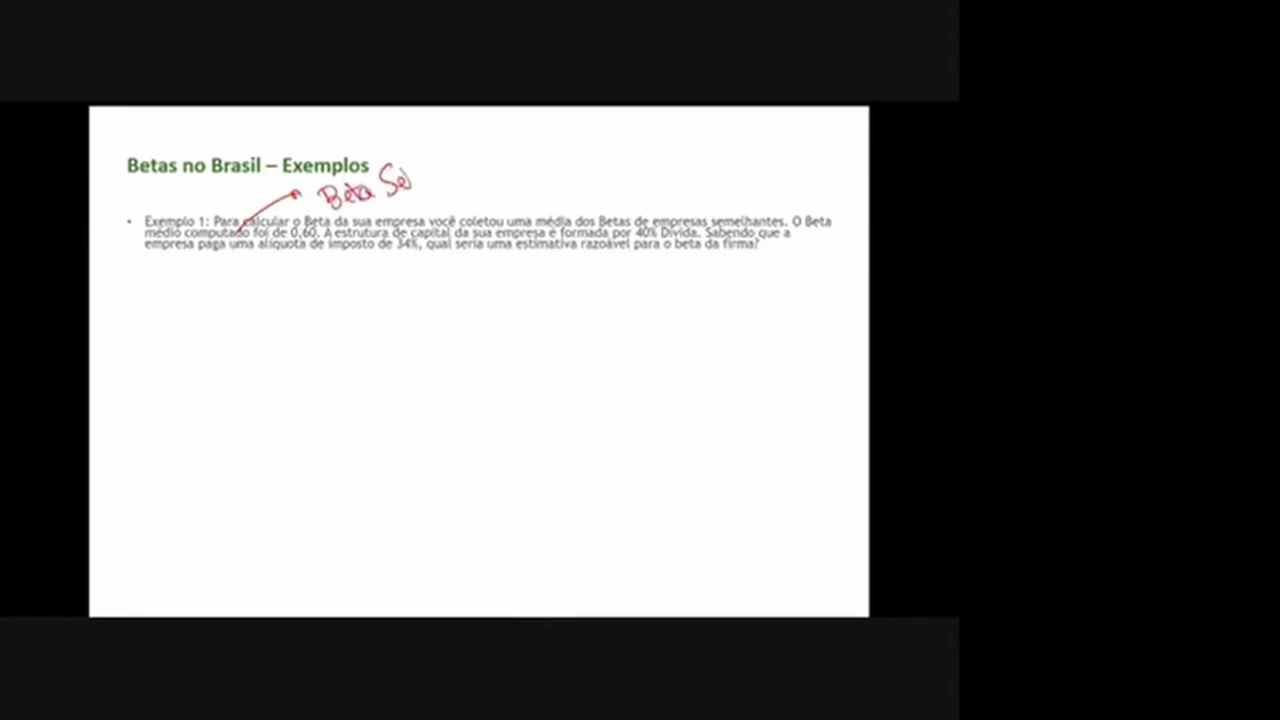 Betas no Brasil – Exemplos
Beta Se
• Exemplo 1: Para calcular o Beta da sua empresa você coletou uma média dos Betas de empresas semelhantes. O Beta
médio computado foi de 0,60. A estrutura de capital da sua empresa é formada por 40% Dívida. Sabendo que a
empresa paga uma alíquota de imposto de 34%, qual seria uma estimativa razoável para o beta da firma?